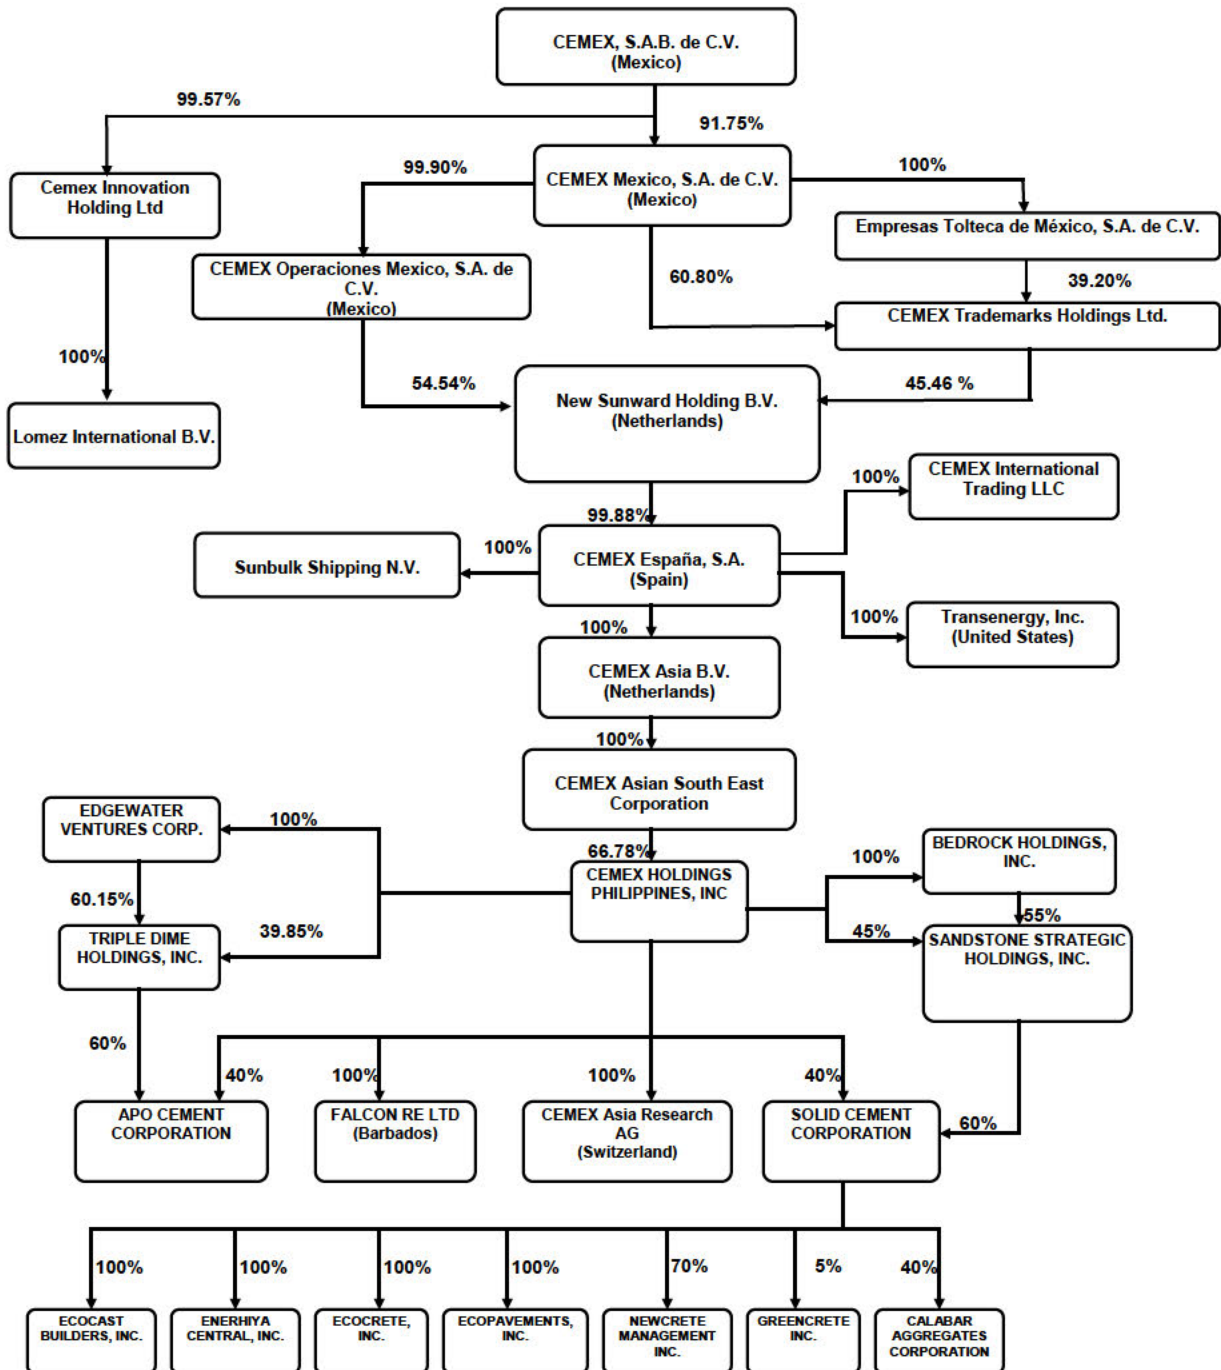 CEMEX, S.A.B. de C.V.
(Mexico)
99.57%
91.75%
99.90%
CEMEX Mexico, S.A. de C.V.
(Mexico)
100%
Cemex Innovation
Holding Ltd
Empresas Tolteca de México, S.A. de C.V.
CEMEX Operaciones Mexico, S.A. de
C.V.
(Mexico)
60.80%
39.20%
CEMEX Trademarks Holdings Ltd.
100%
54.54%
45.46 %
New Sunward Holding B.V.
(Netherlands)
Lomez International B.V.
CEMEX International
Trading LLC
100%
99.88%
100%
CEMEX España, S.A.
(Spain)
Sunbulk Shipping N.V.
100%
Transenergy, Inc.
(United States)
100%
CEMEX Asia B.V.
(Netherlands)
100%
CEMEX Asian South East
Corporation
EDGEWATER
VENTURES CORP.
100%
66.78%
CEMEX HOLDINGS
PHILIPPINES, INC
100%
BEDROCK HOLDINGS,
INC.
60.15%
39.85%
55%
45%
TRIPLE DIME
HOLDINGS, INC.
SANDSTONE STRATEGIC
HOLDINGS, INC.
60%
40%
100%
100%
40%
APO CEMENT
CORPORATION
FALCON RE LTD
(Barbados)
CEMEX Asia Research
AG
(Switzerland)
SOLID CEMENT
CORPORATION
60%
100%
100%
100%
100%
70%
5%
40%
ECOCAST
BUILDERS, INC.
ENERHIYA
CENTRAL, INC.
ECOCRETE,
INC.
ECOPAVEMENTS,
INC.
NEWCRETE
MANAGEMENT
INC.
GREENCRETE
INC.
CALABAR
AGGREGATES
CORPORATION